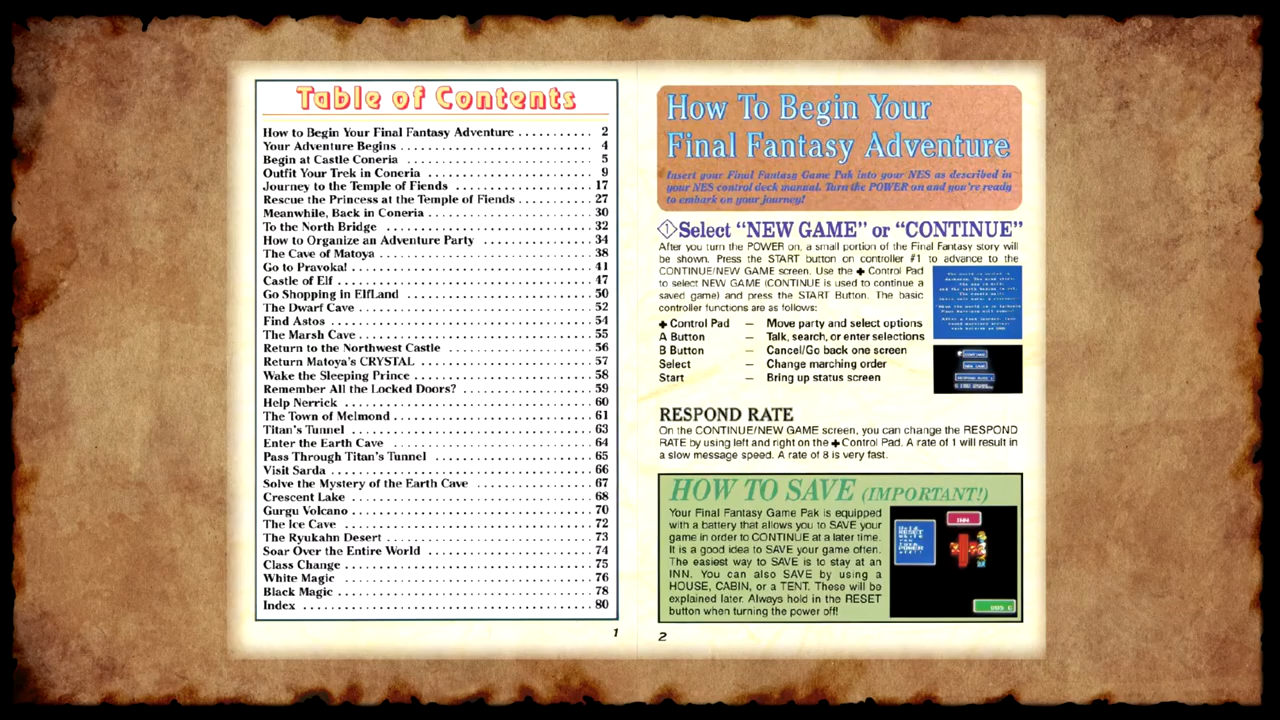 Table of Contents
How to Begin Your Final Fantasy Adventure ........... 2
Your Adventure Begins ........... 4
Begin at Castle Coneria ........... 5
Outfit Your Trek in Coneria ........... 9
Journey to the Temple of Fiends ........... 17
Rescue the Princess at the Temple of Fiends ........... 27
Meanwhile, Back in Coneria ........... 30
To the North Bridge ........... 32
How to Organize an Adventure Party ........... 34
The Cave of Matoya ........... 38
Go to Pravoka! ........... 41
Castle of Elf ........... 47
Go Shopping in ElfLand ........... 50
The Dwarf Cave ........... 52
Find Astos ........... 54
The Marsh Cave ........... 55
Return to the Northwest Castle ........... 56
Return Matoya's CRYSTAL ........... 57
Wake the Sleeping Prince ........... 58
Remember All the Locked Doors? ........... 59
Help Nerrick ........... 60
The Town of Melmond ........... 61
Titan's Tunnel ........... 63
Enter the Earth Cave ........... 64
Pass Through Titan's Tunnel ........... 65
Visit Sarda ........... 66
Solve the Mystery of the Earth Cave ........... 67
Crescent Lake ........... 68
Gurgu Volcano ........... 70
The Ice Cave ........... 72
The Ryukahn Desert ........... 73
Soar Over the Entire World ........... 74
Class Change ........... 75
White Magic ........... 76
Black Magic ........... 78
Index ........... 80
1
How To Begin Your
Final Fantasy Adventure
Insert your Final Fantasy Game Pak into your NES as described in
your NES control deck manual. Turn the POWER on and you're ready
to embark on your journey!
1 Select "NEW GAME" or "CONTINUE"
After you turn the POWER on, a small portion of the Final Fantasy story will
be shown. Press the START button on controller #1 to advance to the
CONTINUE/NEW GAME screen. Use the ✚ Control Pad
to select NEW GAME (CONTINUE is used to continue a
saved game) and press the START Button. The basic
controller functions are as follows:
✚ Control Pad — Move party and select options
A Button — Talk, search, or enter selections
B Button — Cancel/Go back one screen
Select — Change marching order
Start — Bring up status screen
RESPOND RATE
On the CONTINUE/NEW GAME screen, you can change the RESPOND
RATE by using left and right on the ✚ Control Pad. A rate of 1 will result in
a slow message speed. A rate of 8 is very fast.
HOW TO SAVE (IMPORTANT!)
Your Final Fantasy Game Pak is equipped
with a battery that allows you to SAVE your
game in order to CONTINUE at a later time.
It is a good idea to SAVE your game often.
The easiest way to SAVE is to stay at an
INN. You can also SAVE by using a
HOUSE, CABIN, or a TENT. These will be
explained later. Always hold in the RESET
button when turning the power off!
INN
2